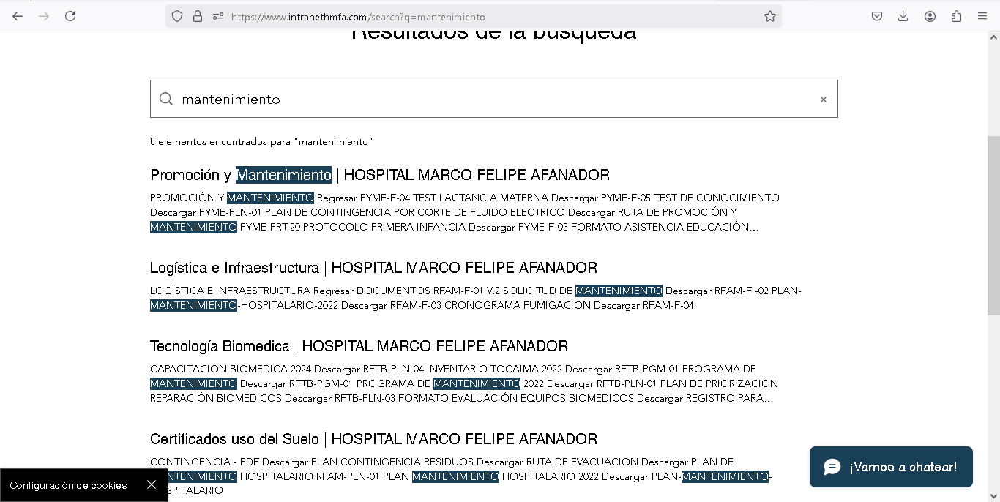 https://www.intranethmfa.com/search?q=mantenimiento
Resultados de la búsqueda
mantenimiento
8 elementos encontrados para "mantenimiento"
Promoción y Mantenimiento | HOSPITAL MARCO FELIPE AFANADOR
PROMOCIÓN Y MANTENIMIENTO Regresar PYME-F-04 TEST LACTANCIA MATERNA Descargar PYME-F-05 TEST DE CONOCIMIENTO
Descargar PYME-PLN-01 PLAN DE CONTINGENCIA POR CORTE DE FLUIDO ELECTRICO Descargar RUTA DE PROMOCIÓN Y
MANTENIMIENTO PYME-PRT-20 PROTOCOLO PRIMERA INFANCIA Descargar PYME-F-03 FORMATO ASISTENCIA EDUCACIÓN...
Logística e Infraestructura | HOSPITAL MARCO FELIPE AFANADOR
LOGÍSTICA E INFRAESTRUCTURA Regresar DOCUMENTOS RFAM-F-01 V.2 SOLICITUD DE MANTENIMIENTO Descargar RFAM-F -02 PLAN-
MANTENIMIENTO-HOSPITALARIO-2022 Descargar RFAM-F-03 CRONOGRAMA FUMIGACION Descargar RFAM-F-04
Tecnología Biomedica | HOSPITAL MARCO FELIPE AFANADOR
CAPACITACION BIOMEDICA 2024 Descargar RFTB-PLN-04 INVENTARIO TOCAIMA 2022 Descargar RFTB-PGM-01 PROGRAMA DE
MANTENIMIENTO Descargar RFTB-PGM-01 PROGRAMA DE MANTENIMIENTO 2022 Descargar RFTB-PLN-01 PLAN DE PRIORIZACIÒN
REPARACIÓN BIOMEDICOS Descargar RFTB-PLN-03 FORMATO EVALUACIÓN EQUIPOS BIOMEDICOS Descargar REGISTRO PARA...
Certificados uso del Suelo | HOSPITAL MARCO FELIPE AFANADOR
CONTINGENCIA - PDF Descargar PLAN CONTINGENCIA RESIDUOS Descargar RUTA DE EVACUACION Descargar PLAN DE
NTENIMIENTO HOSPITALARIO RFAM-PLN-01 PLAN MANTENIMIENTO HOSPITALARIO 2022 Descargar PLAN-MANTENIMIENTO-
SPITALARIO
Configuración de cookies
¡Vamos a chatear!